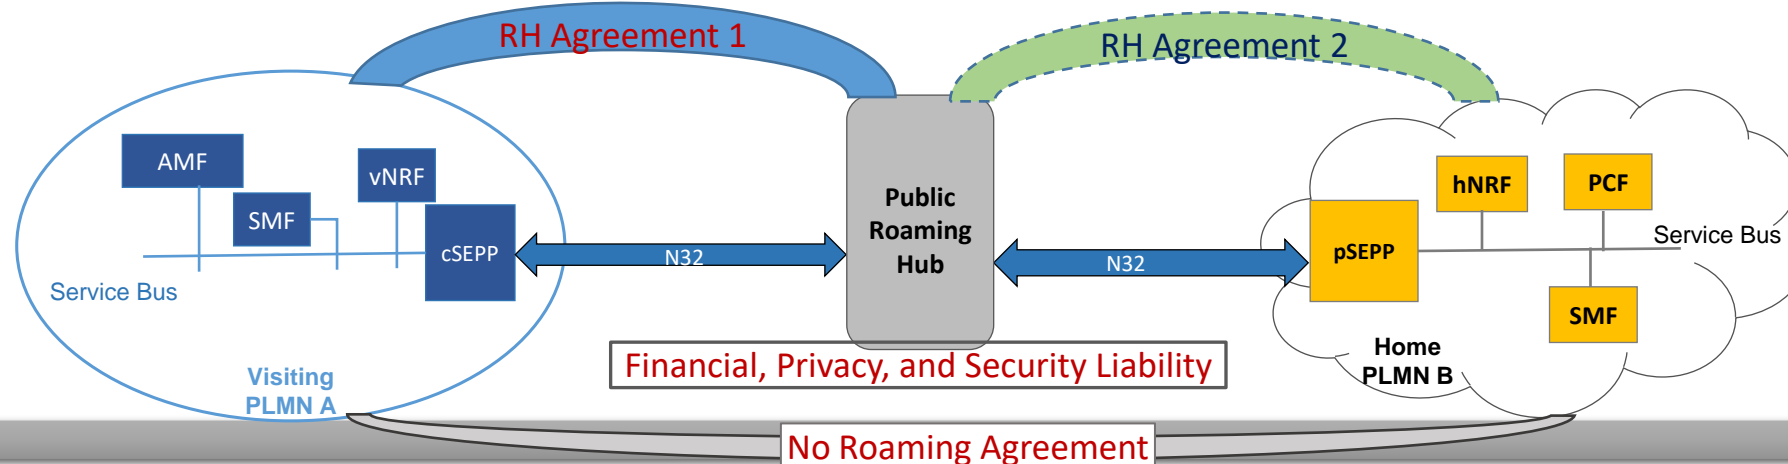 RH Agreement 1
RH Agreement 2
AMF
vNRF
SMF
cSEPP
Service Bus
Visiting
PLMN A
N32
Public
Roaming
Hub
N32
hNRF
PCF
pSEPP
Service Bus
SMF
Home
PLMN B
Financial, Privacy, and Security Liability
No Roaming Agreement